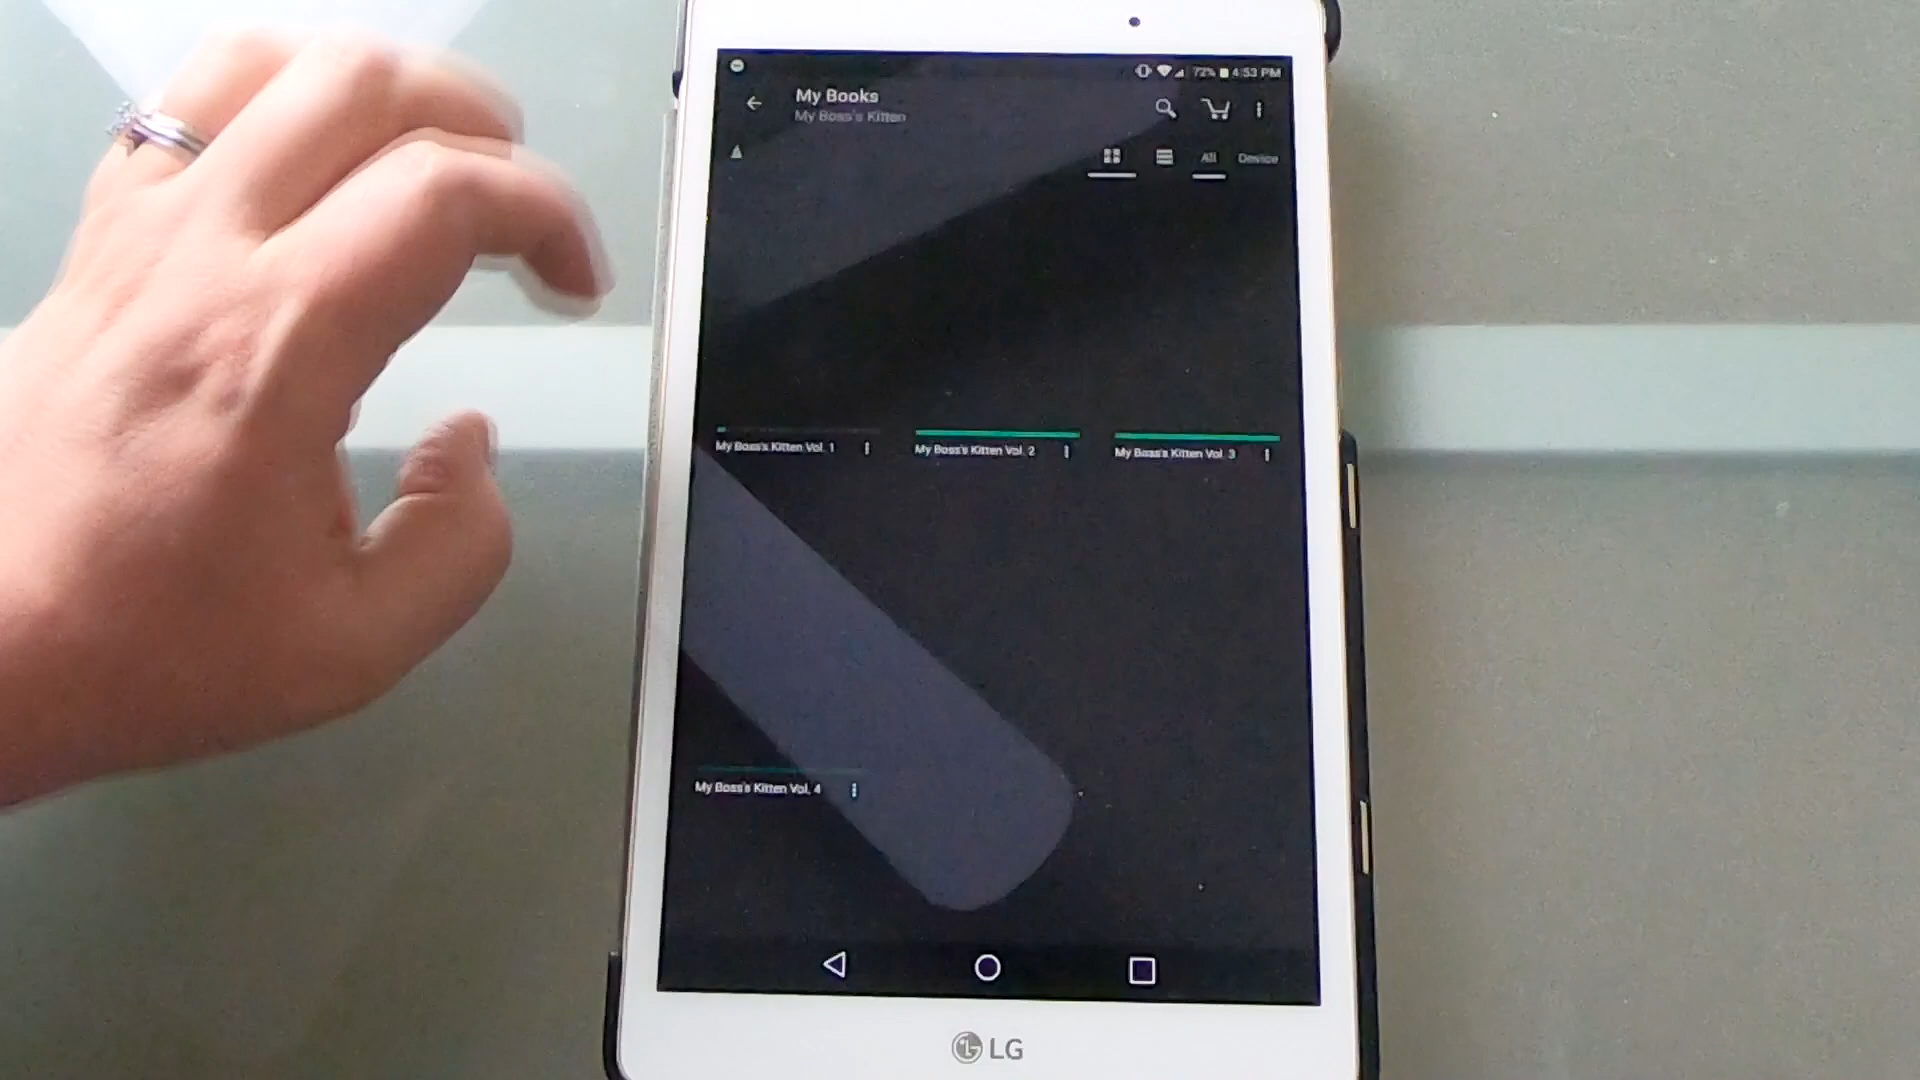 72% 4:53 PM
My Books
My Boss's Kitten
All Device
My Boss's Kitten Vol. 1
My Boss's Kitten Vol. 2
My Boss's Kitten Vol. 3
My Boss's Kitten Vol. 4
LG